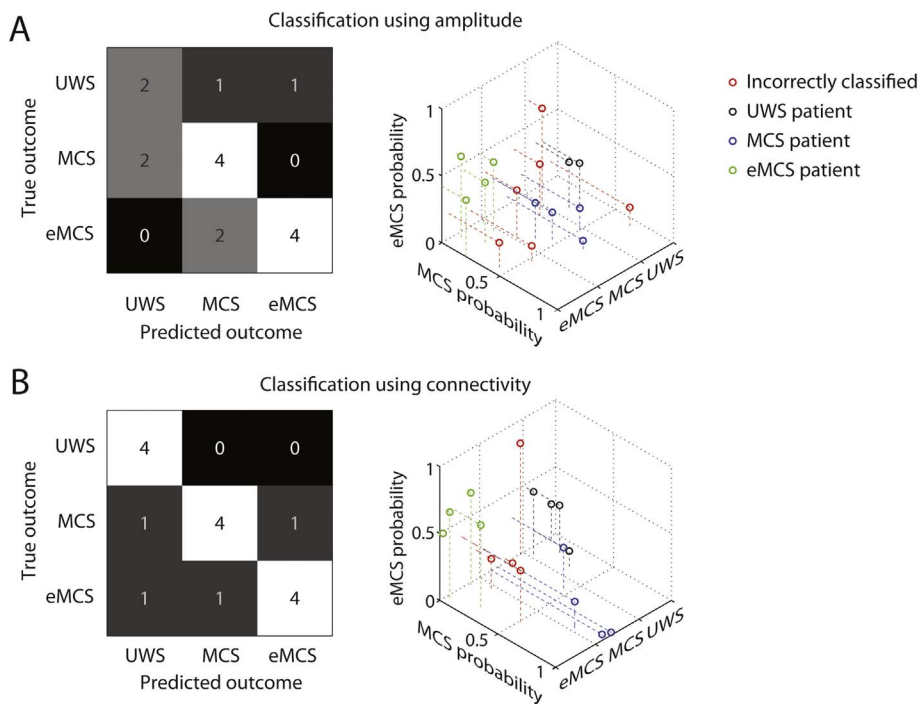 A
Classification using amplitude
True outcome
UWS
MCS
eMCS
2 1 1
2 4 0
0 2 4
UWS MCS eMCS
Predicted outcome
eMCS probability
1
0.5
0
MCS probability
0.5
1
eMCS MCS UWS
Incorrectly classified
UWS patient
MCS patient
eMCS patient
B
Classification using connectivity
True outcome
UWS
MCS
eMCS
4 0 0
1 4 1
1 1 4
UWS MCS eMCS
Predicted outcome
eMCS probability
1
0.5
0
MCS probability
0.5
1
eMCS MCS UWS